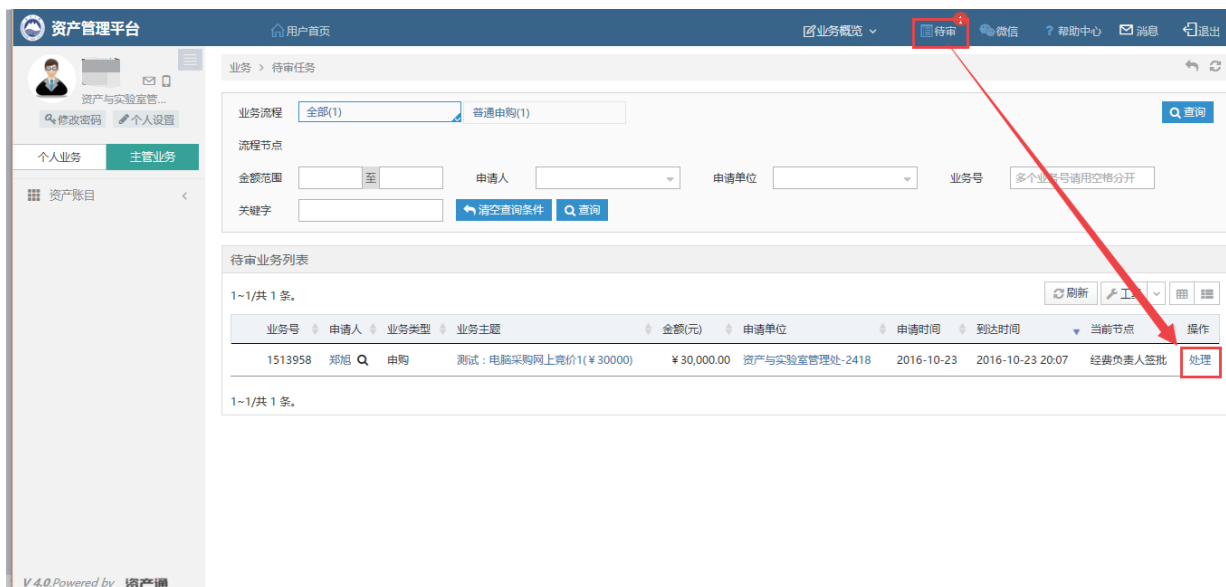 资产管理平台 用户首页 业务概览 待审 1 微信 ? 帮助中心 消息 退出
业务 > 待审任务
资产与实验室管...
修改密码 个人设置
个人业务 主管业务
资产账目
业务流程 全部(1) 普通申购(1) 查询
流程节点
金额范围 至 申请人 申请单位 业务号 多个业务号请用空格分开
关键字 清空查询条件 查询
待审业务列表
1~1/共 1 条。 刷新
业务号 申请人 业务类型 业务主题 金额(元) 申请单位 申请时间 到达时间 当前节点 操作
1513958 郑旭 申购 测试：电脑采购网上竞价1(¥30000) ¥30,000.00 资产与实验室管理处-2418 2016-10-23 2016-10-23 20:07 经费负责人签批 处理
1~1/共 1 条。
V 4.0.Powered by 资产通